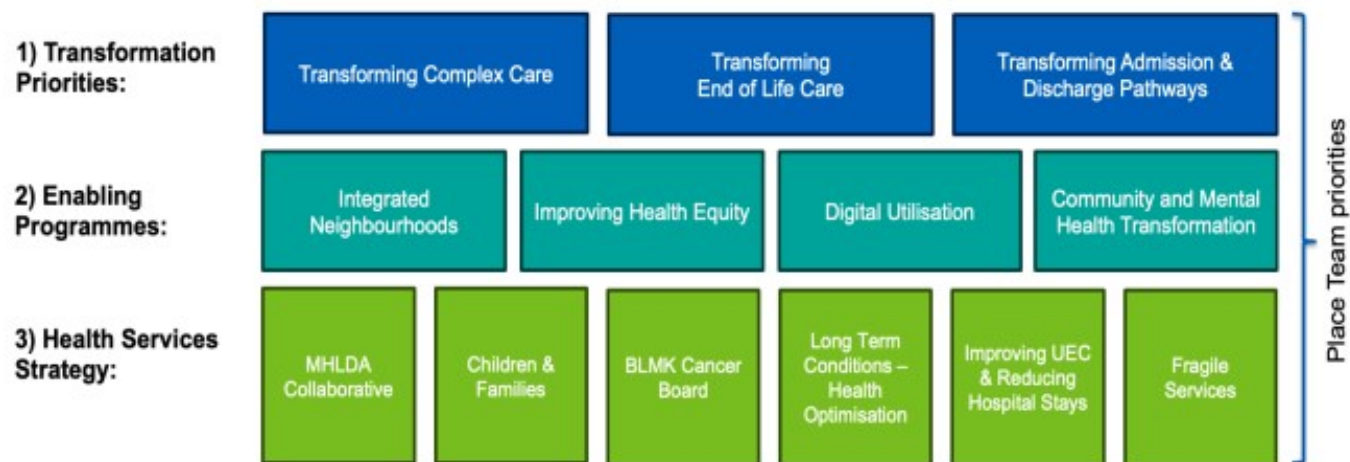 1) Transformation
Priorities:
Transforming Complex Care
Transforming
End of Life Care
Transforming Admission &
Discharge Pathways
2) Enabling
Programmes:
Integrated
Neighbourhoods
Improving Health Equity
Digital Utilisation
Community and Mental
Health Transformation
3) Health Services
Strategy:
MHLDA
Collaborative
Children &
Families
BLMK Cancer
Board
Long Term
Conditions –
Health
Optimisation
Improving UEC
& Reducing
Hospital Stays
Fragile
Services
Place Team priorities